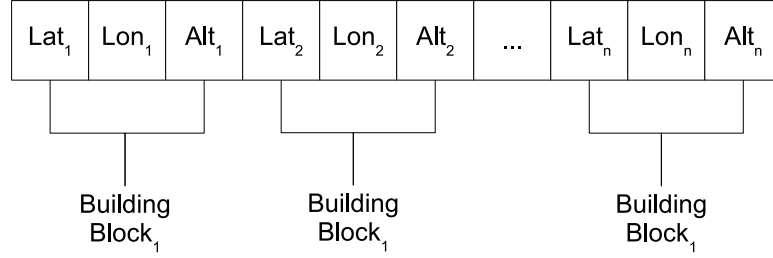 Lat₁ Lon₁ Alt₁ Lat₂ Lon₂ Alt₂ ... Latₙ Lonₙ Altₙ
Building Building Building
Block₁ Block₁ Block₁